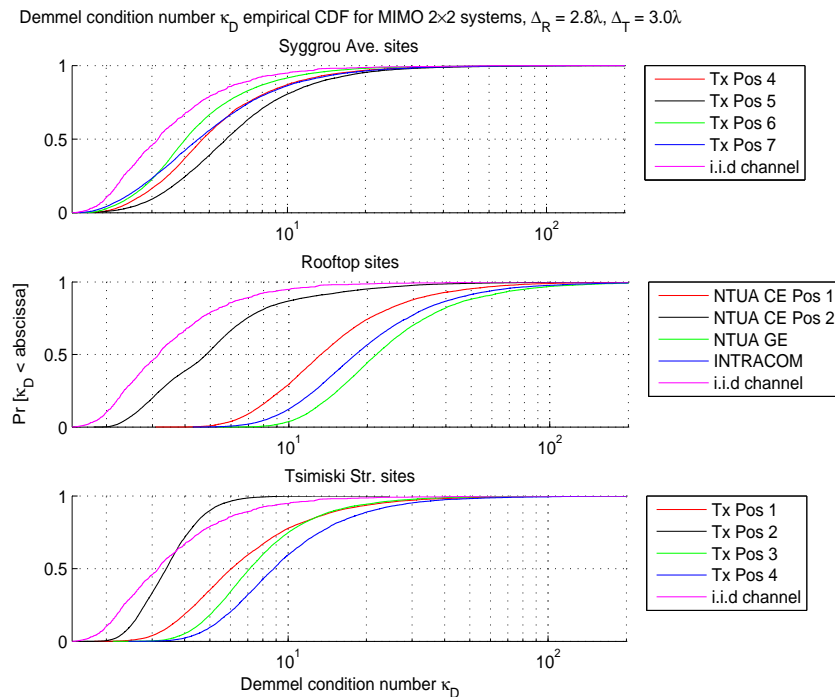 Demmel condition number κD empirical CDF for MIMO 2×2 systems, ΔR = 2.8λ, ΔT = 3.0λ
Syggrou Ave. sites
1
0.5
0
10^1
10^2
Tx Pos 4
Tx Pos 5
Tx Pos 6
Tx Pos 7
i.i.d channel
Rooftop sites
Pr [κD < abscissa]
1
0.5
0
10^1
10^2
NTUA CE Pos 1
NTUA CE Pos 2
NTUA GE
INTRACOM
i.i.d channel
Tsimiski Str. sites
1
0.5
0
10^1
10^2
Tx Pos 1
Tx Pos 2
Tx Pos 3
Tx Pos 4
i.i.d channel
Demmel condition number κD